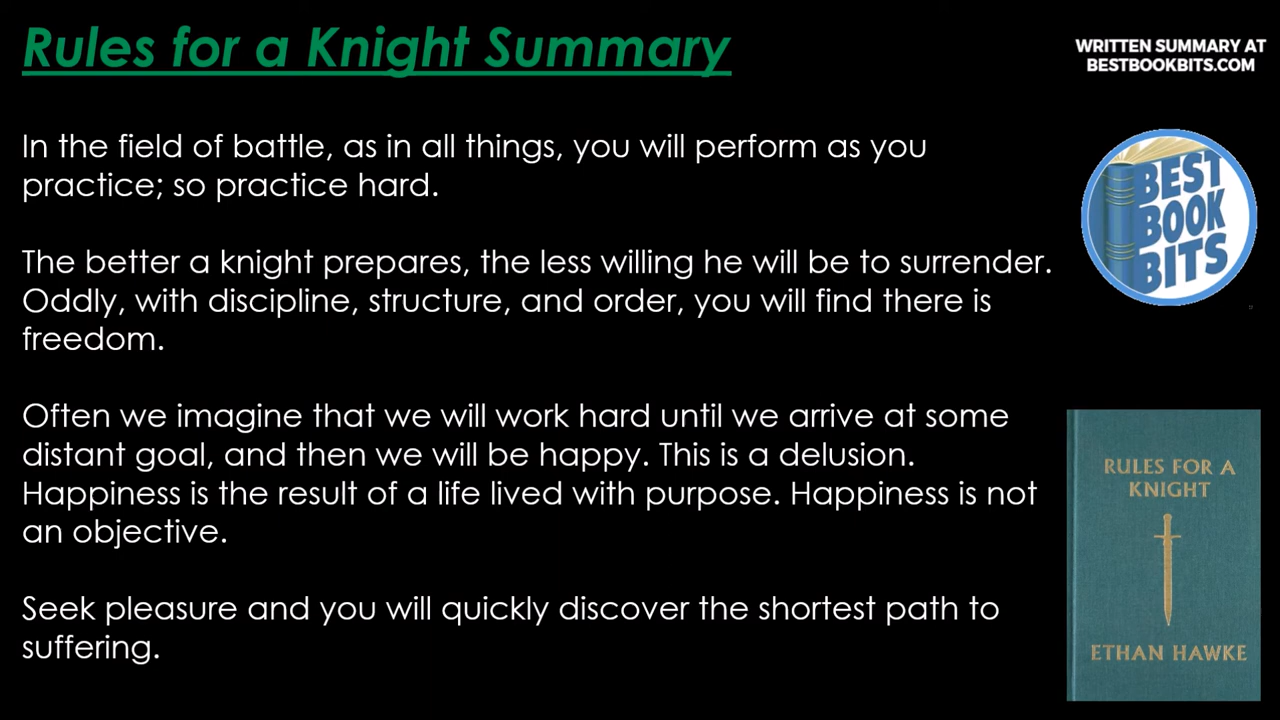 Rules for a Knight Summary
WRITTEN SUMMARY AT
BESTBOOKBITS.COM
In the field of battle, as in all things, you will perform as you
practice; so practice hard.
The better a knight prepares, the less willing he will be to surrender.
Oddly, with discipline, structure, and order, you will find there is
freedom.
Often we imagine that we will work hard until we arrive at some
distant goal, and then we will be happy. This is a delusion.
Happiness is the result of a life lived with purpose. Happiness is not
an objective.
Seek pleasure and you will quickly discover the shortest path to
suffering.
BEST
BOOK
BITS
RULES FOR A
KNIGHT
ETHAN HAWKE